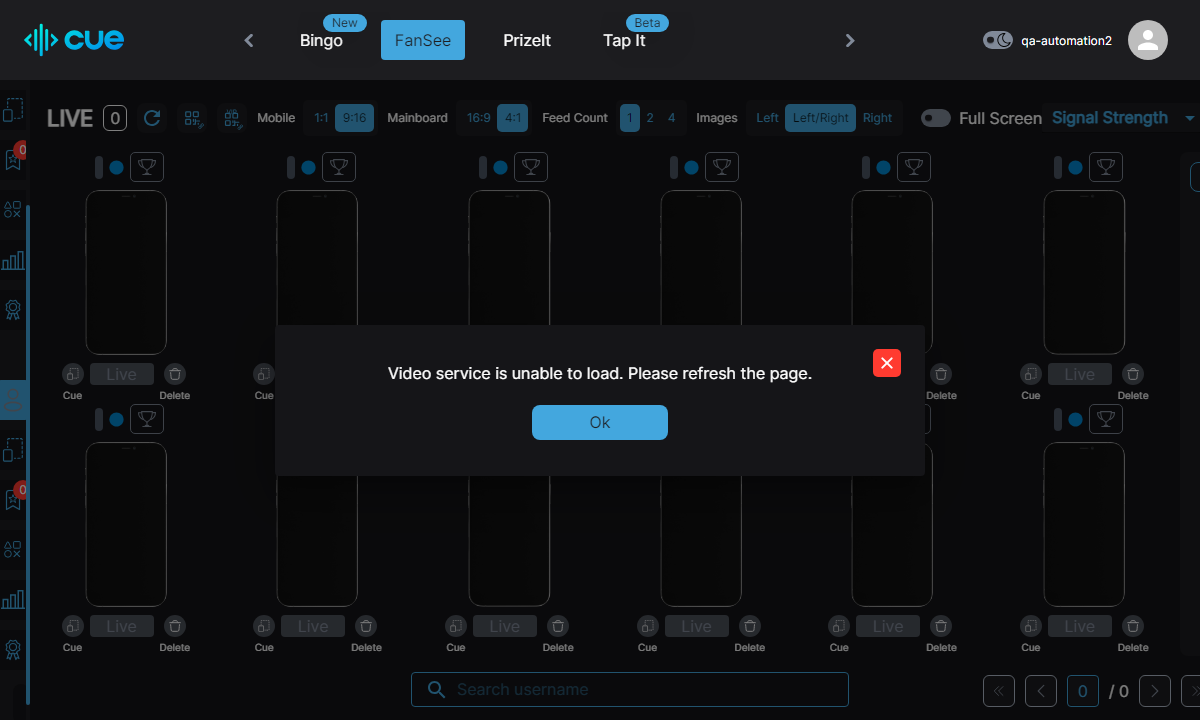 cue
Bingo
New
FanSee
PrizeIt
Tap It
Beta
qa-automation2
LIVE 0
Mobile 1:1 9:16
Mainboard 16:9 4:1
Feed Count 1 2 4
Images Left Left/Right Right
Full Screen
Signal Strength
0
Live
Cue Delete
Cue
Delete
Live
Cue Delete
Video service is unable to load. Please refresh the page.
Ok
0
Live Live Live Live Live Live
Cue Delete Cue Delete Cue Delete Cue Delete Cue Delete Cue Delete
Search username
0 / 0